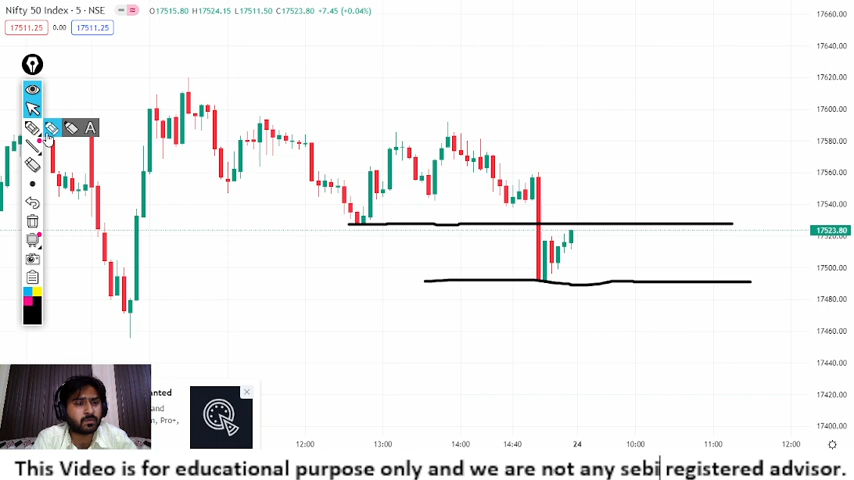 Nifty 50 Index · 5 · NSE
O17515.80 H17524.15 L17511.50 C17523.80 +7.45 (+0.04%)
17511.25 0.00 17511.25
A
17660.00
17640.00
17620.00
17600.00
17580.00
17560.00
17540.00
17523.80
17500.00
17480.00
17460.00
17440.00
17420.00
17400.00
anted
and
, Pro+,
12:00 13:00 14:00 14:40 24 10:00 11:00 12:00
This Video is for educational purpose only and we are not any sebi registered advisor.